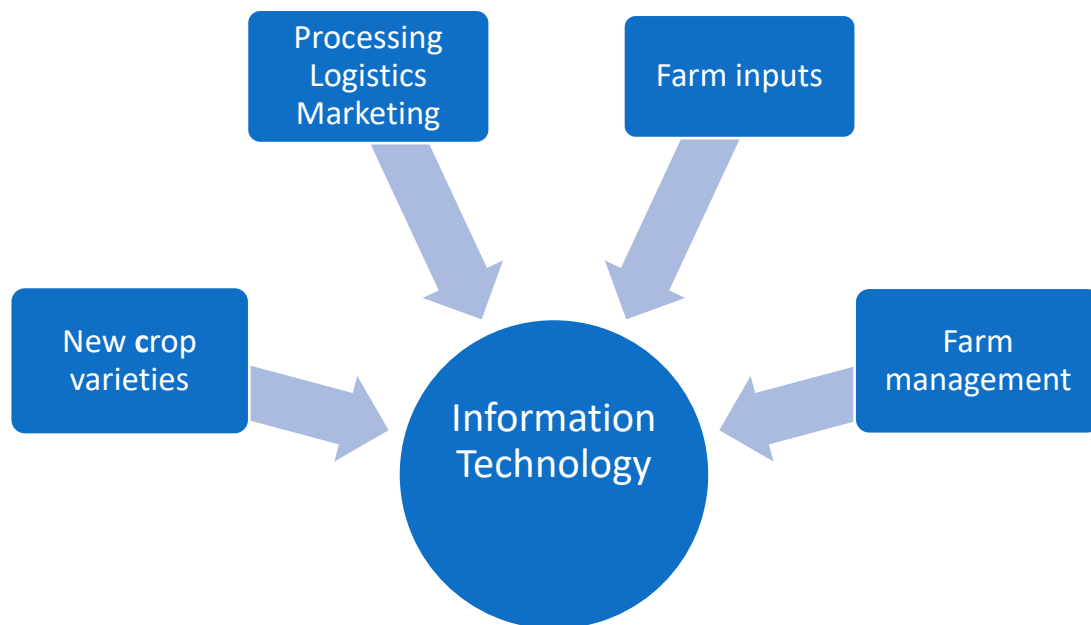 Processing
Logistics
Marketing
Farm inputs
New crop
varieties
Farm
management
Information
Technology